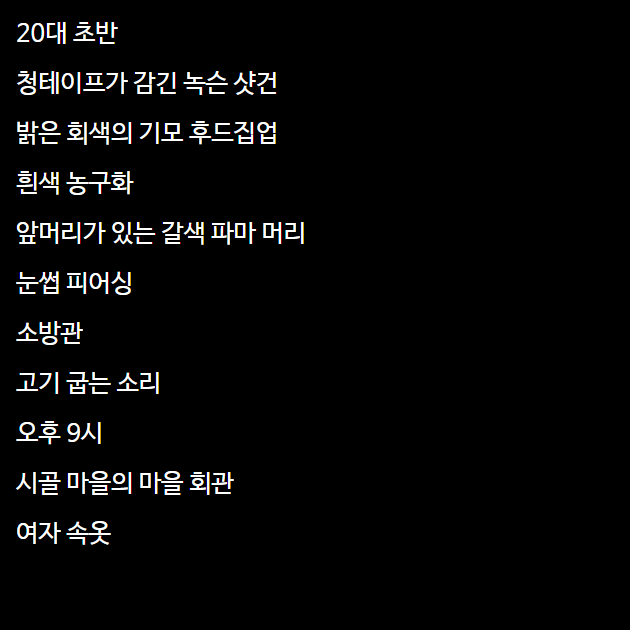 20대 초반
청테이프가 감긴 녹슨 샷건
밝은 회색의 기모 후드집업
흰색 농구화
앞머리가 있는 갈색 파마 머리
눈썹 피어싱
소방관
고기 굽는 소리
오후 9시
시골 마을의 마을 회관
여자 속옷